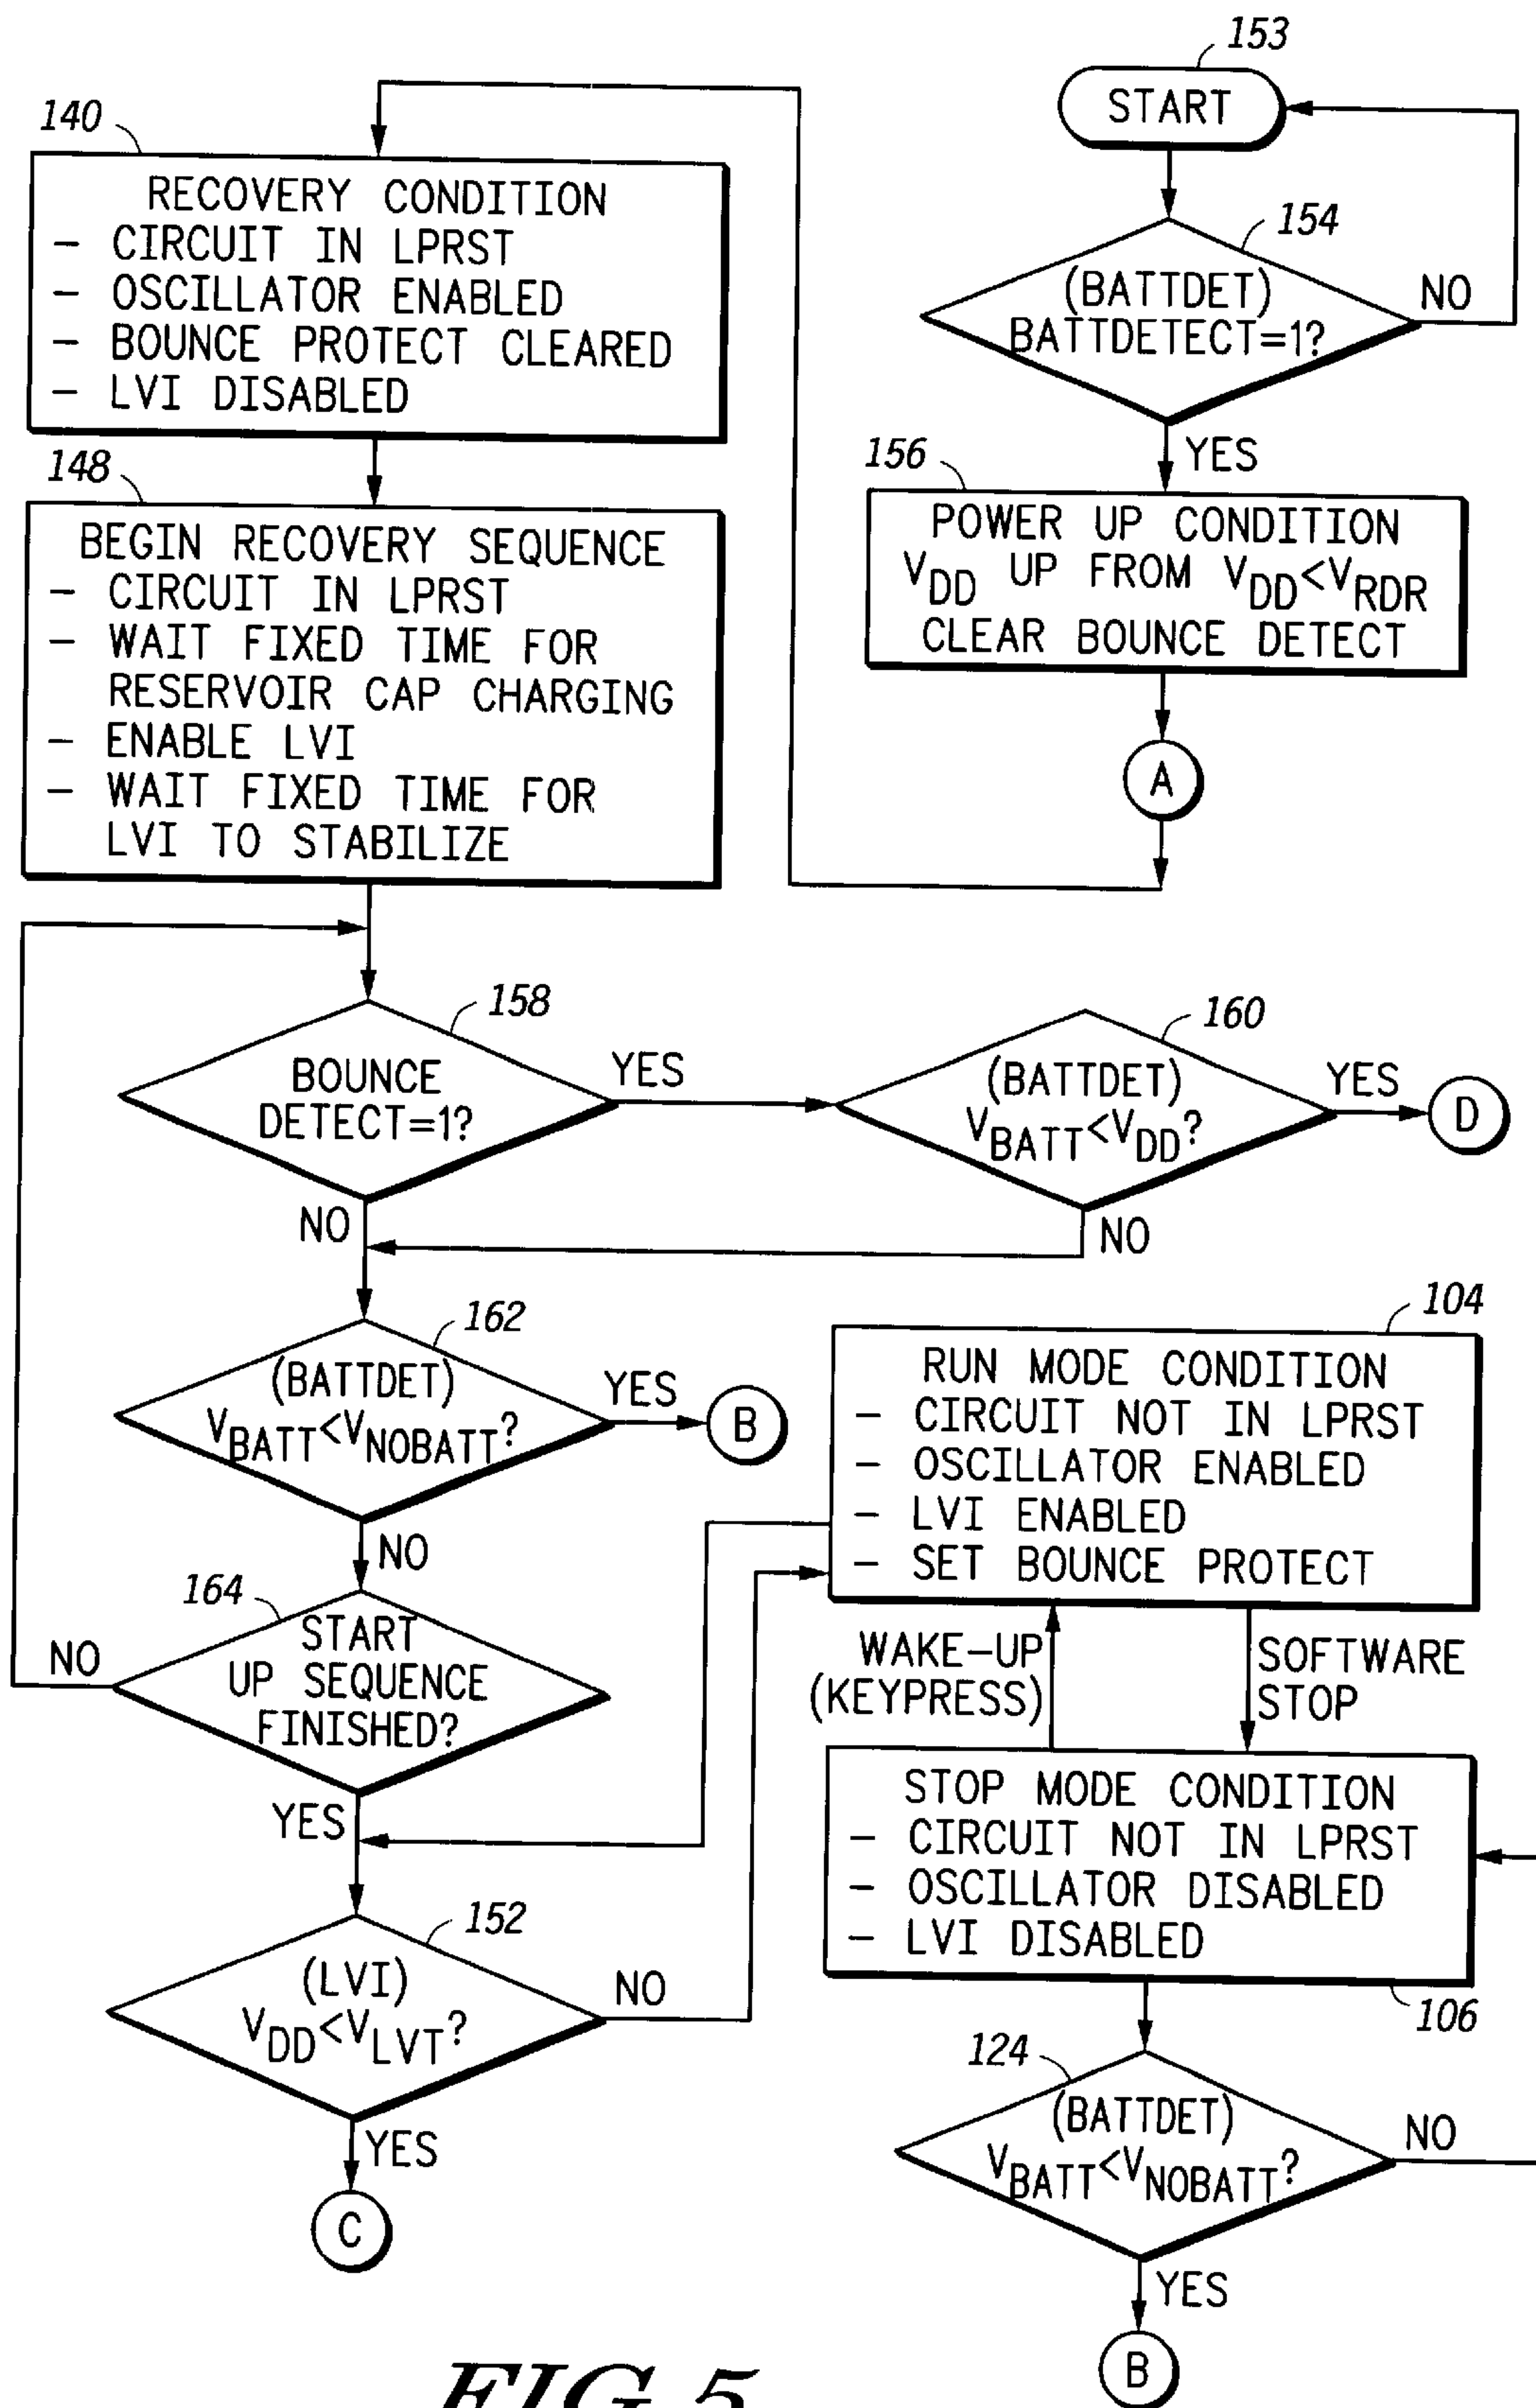 153
START
154
(BATTDET)
BATTDETECT=1?
NO
YES
156
POWER UP CONDITION
VDD UP FROM VDD<VRDR
CLEAR BOUNCE DETECT
A
140
RECOVERY CONDITION
- CIRCUIT IN LPRST
- OSCILLATOR ENABLED
- BOUNCE PROTECT CLEARED
- LVI DISABLED
148
BEGIN RECOVERY SEQUENCE
- CIRCUIT IN LPRST
- WAIT FIXED TIME FOR
RESERVOIR CAP CHARGING
- ENABLE LVI
- WAIT FIXED TIME FOR
LVI TO STABILIZE
158
BOUNCE
DETECT=1?
YES
NO
160
(BATTDET)
VBATT<VDD?
YES
D
NO
162
(BATTDET)
VBATT<VNOBATT?
YES
B
NO
164
START
UP SEQUENCE
FINISHED?
NO
YES
152
(LVI)
VDD<VLVT?
NO
YES
C
104
RUN MODE CONDITION
- CIRCUIT NOT IN LPRST
- OSCILLATOR ENABLED
- LVI ENABLED
- SET BOUNCE PROTECT
WAKE-UP
(KEYPRESS)
SOFTWARE
STOP
STOP MODE CONDITION
- CIRCUIT NOT IN LPRST
- OSCILLATOR DISABLED
- LVI DISABLED
106
124
(BATTDET)
VBATT<VNOBATT?
NO
YES
B
FIG.5